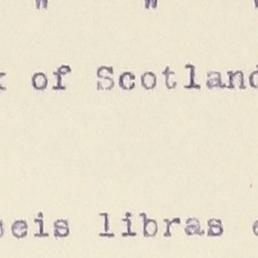 " "
of Scotland
seis libras